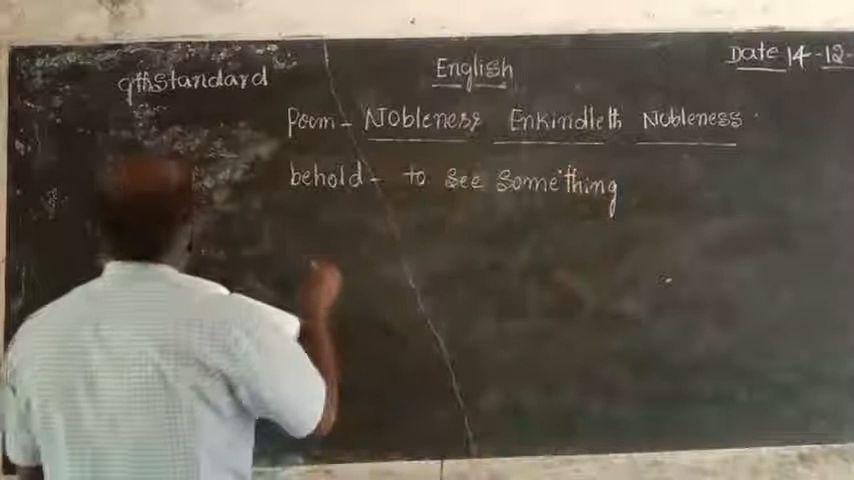 9thstandard
English
Date 14-12-
Poem - Nobleness Enkindleth Nobleness
behold - to see something